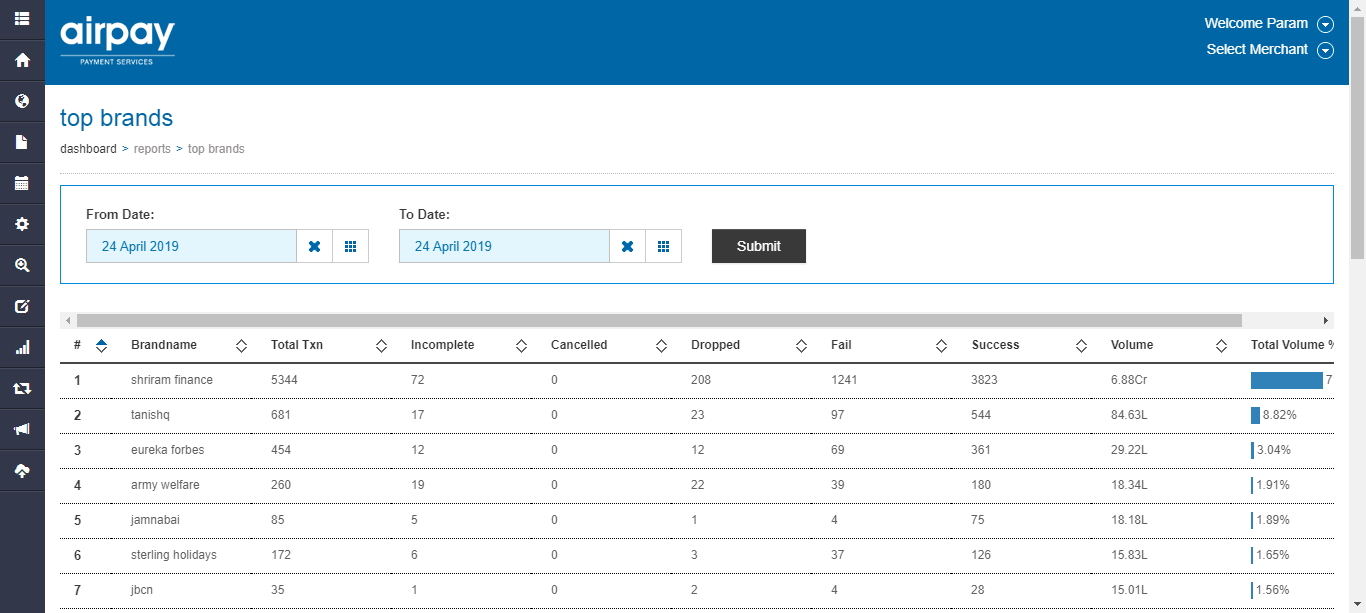 airpay
PAYMENT SERVICES
Welcome Param
Select Merchant
top brands
dashboard > reports > top brands
From Date: To Date:
24 April 2019 24 April 2019 Submit
# Brandname Total Txn Incomplete Cancelled Dropped Fail Success Volume Total Volume %
1 shriram finance 5344 72 0 208 1241 3823 6.88Cr 7
2 tanishq 681 17 0 23 97 544 84.63L 8.82%
3 eureka forbes 454 12 0 12 69 361 29.22L 3.04%
4 army welfare 260 19 0 22 39 180 18.34L 1.91%
5 jamnabai 85 5 0 1 4 75 18.18L 1.89%
6 sterling holidays 172 6 0 3 37 126 15.83L 1.65%
7 jbcn 35 1 0 2 4 28 15.01L 1.56%